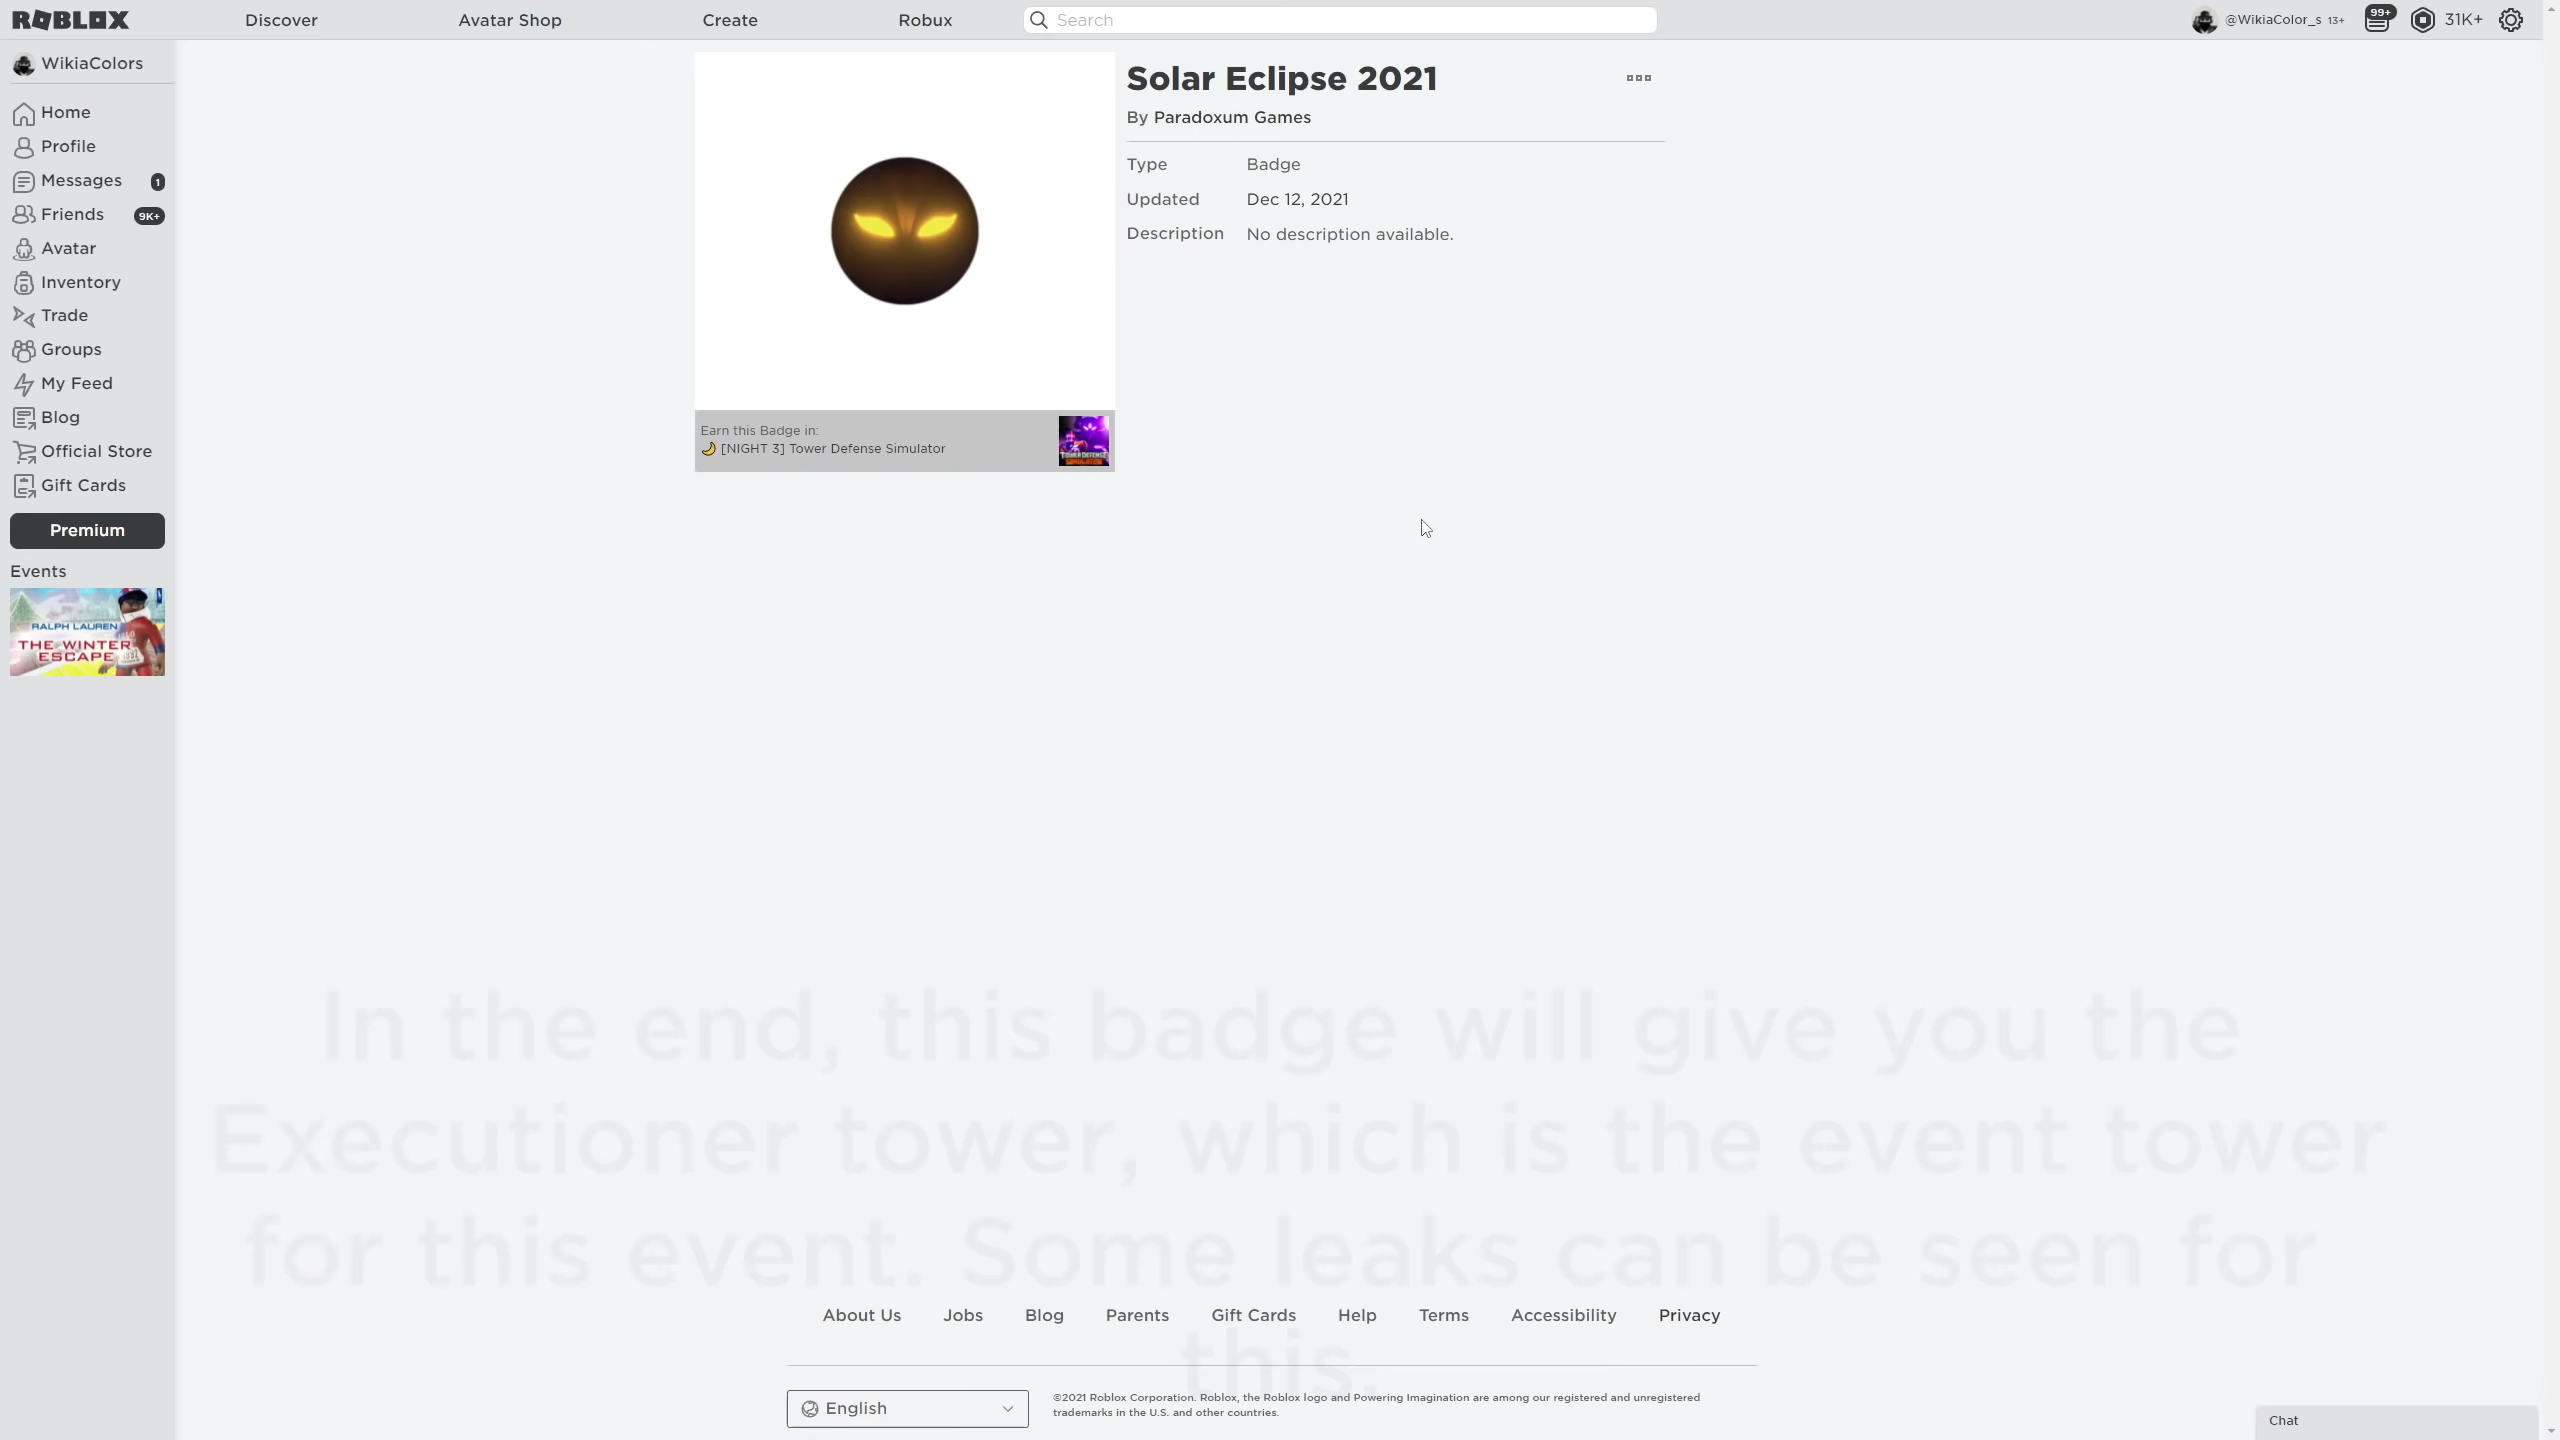 ROBLOX
Discover
Avatar Shop
Create
Robux
Search
@WikiaColor_s 13+
99+
31K+
WikiaColors
Home
Profile
Messages 1
Friends 9K+
Avatar
Inventory
Trade
Groups
My Feed
Blog
Official Store
Gift Cards
Premium
Events
RALPH LAUREN
THE WINTER
ESCAPE
Solar Eclipse 2021
By Paradoxum Games
Type Badge
Updated Dec 12, 2021
Description No description available.
Earn this Badge in:
🌙 [NIGHT 3] Tower Defense Simulator
TOWER DEFENSE
SIMULATOR
In the end, this badge will give you the
Executioner tower, which is the event tower
for this event. Some leaks can be seen for
this.
About Us Jobs Blog Parents Gift Cards Help Terms Accessibility Privacy
English
©2021 Roblox Corporation. Roblox, the Roblox logo and Powering Imagination are among our registered and unregistered
trademarks in the U.S. and other countries.
Chat